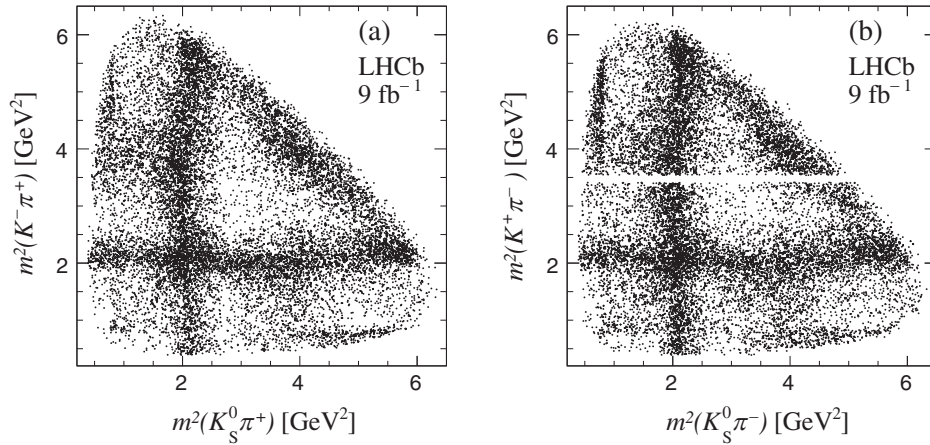 (a)
LHCb
9 fb⁻¹
6
4
2
2
4
6
m²(K⁻π⁺) [GeV²]
m²(K⁰_Sπ⁺) [GeV²]
(b)
LHCb
9 fb⁻¹
6
4
2
2
4
6
m²(K⁺π⁻) [GeV²]
m²(K⁰_Sπ⁻) [GeV²]